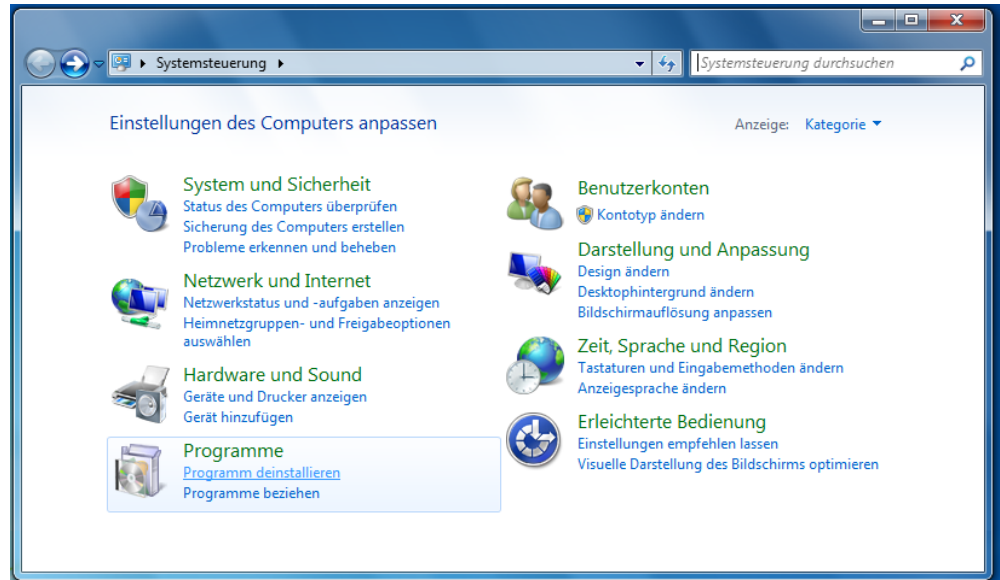 Systemsteuerung
Systemsteuerung durchsuchen
Einstellungen des Computers anpassen
Anzeige: Kategorie
System und Sicherheit
Status des Computers überprüfen
Sicherung des Computers erstellen
Probleme erkennen und beheben
Netzwerk und Internet
Netzwerkstatus und -aufgaben anzeigen
Heimnetzgruppen- und Freigabeoptionen
auswählen
Hardware und Sound
Geräte und Drucker anzeigen
Gerät hinzufügen
Programme
Programm deinstallieren
Programme beziehen
Benutzerkonten
Kontotyp ändern
Darstellung und Anpassung
Design ändern
Desktophintergrund ändern
Bildschirmauflösung anpassen
Zeit, Sprache und Region
Tastaturen und Eingabemethoden ändern
Anzeigesprache ändern
Erleichterte Bedienung
Einstellungen empfehlen lassen
Visuelle Darstellung des Bildschirms optimieren